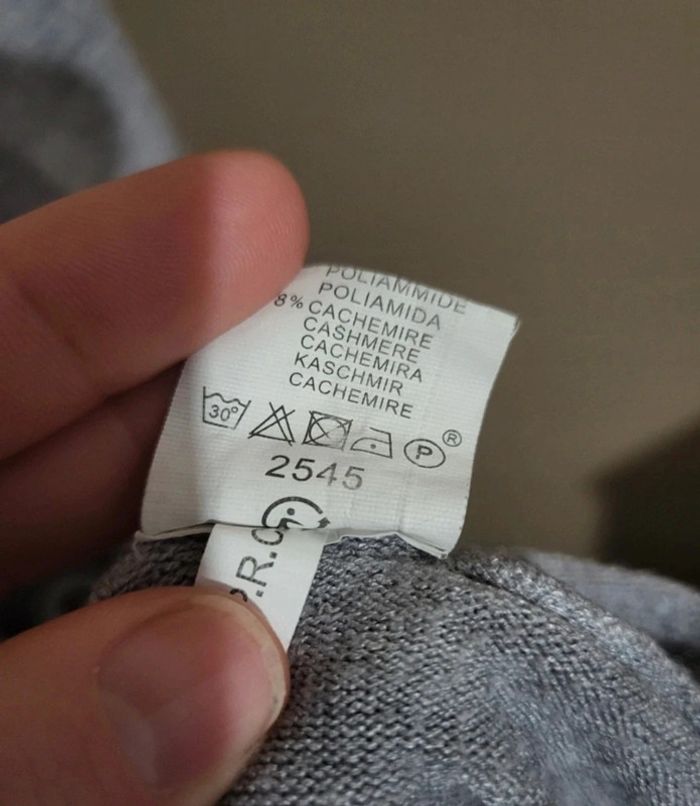 POLIAMMIDE
POLIAMIDA
8% CACHEMIRE
CASHMERE
CACHEMIRA
KASCHMIR
CACHEMIRE
30° P ®
2545
.R.C